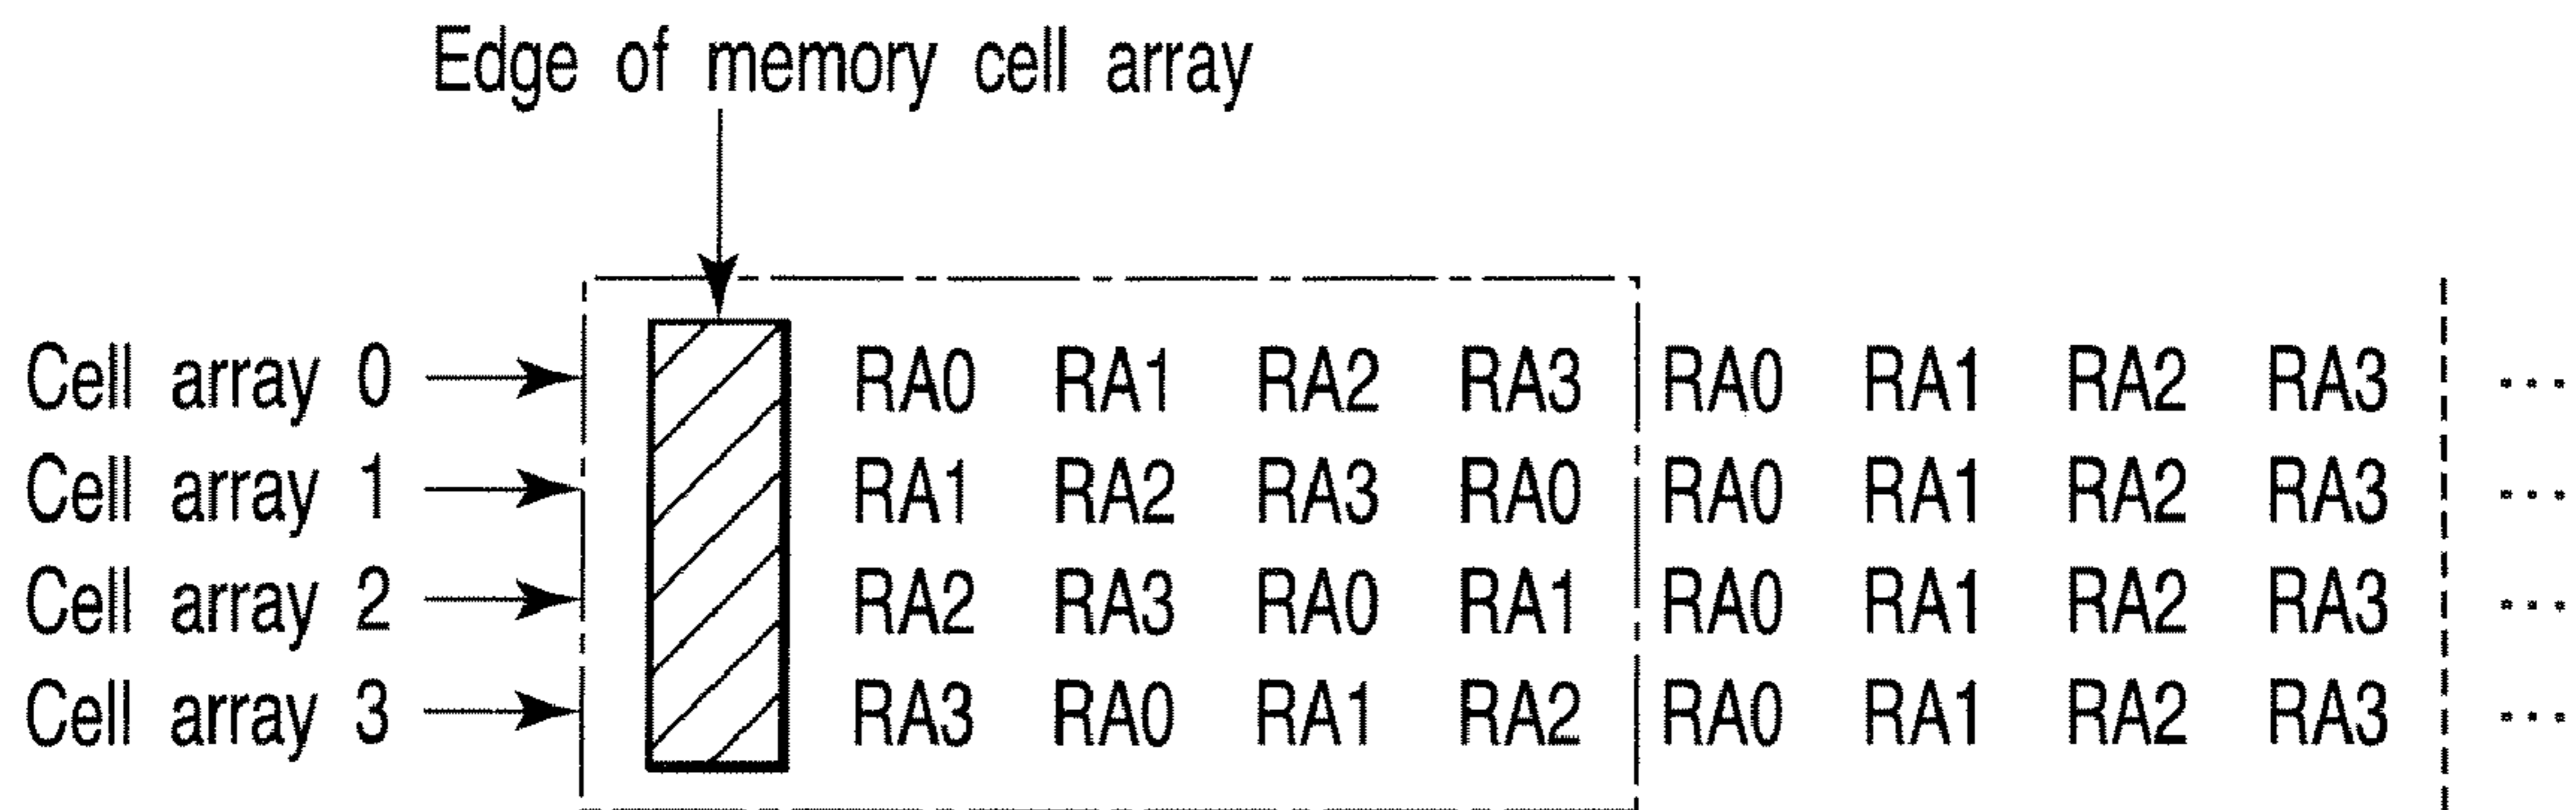 Edge of memory cell array
Cell array 0 RA0 RA1 RA2 RA3 RA0 RA1 RA2 RA3 ...
Cell array 1 RA1 RA2 RA3 RA0 RA0 RA1 RA2 RA3 ...
Cell array 2 RA2 RA3 RA0 RA1 RA0 RA1 RA2 RA3 ...
Cell array 3 RA3 RA0 RA1 RA2 RA0 RA1 RA2 RA3 ...